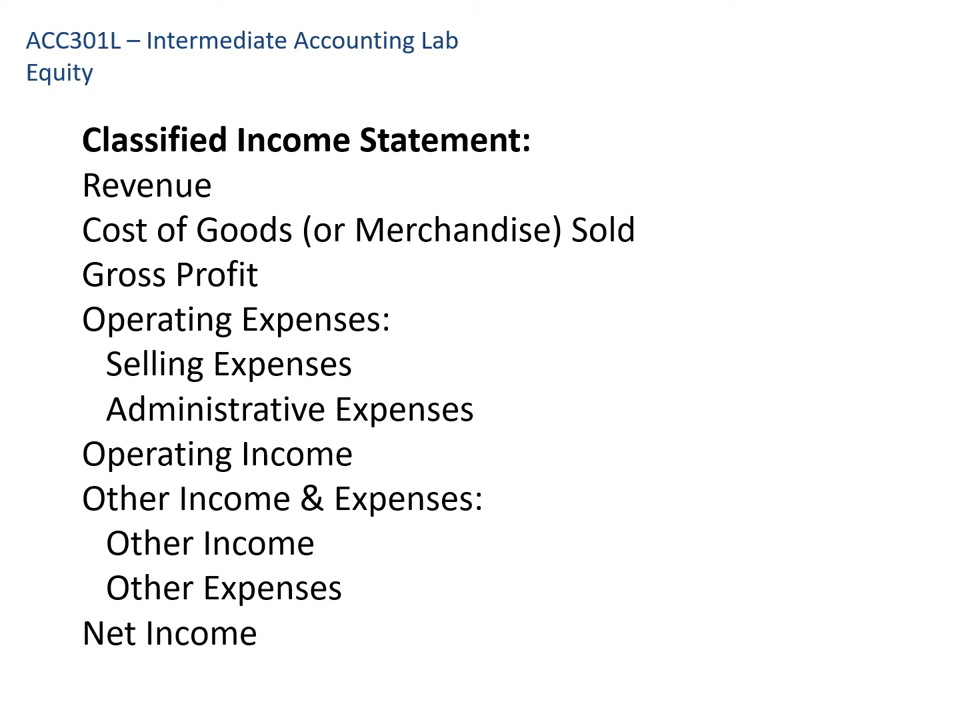 ACC301L – Intermediate Accounting Lab
Equity
Classified Income Statement:
Revenue
Cost of Goods (or Merchandise) Sold
Gross Profit
Operating Expenses:
Selling Expenses
Administrative Expenses
Operating Income
Other Income & Expenses:
Other Income
Other Expenses
Net Income